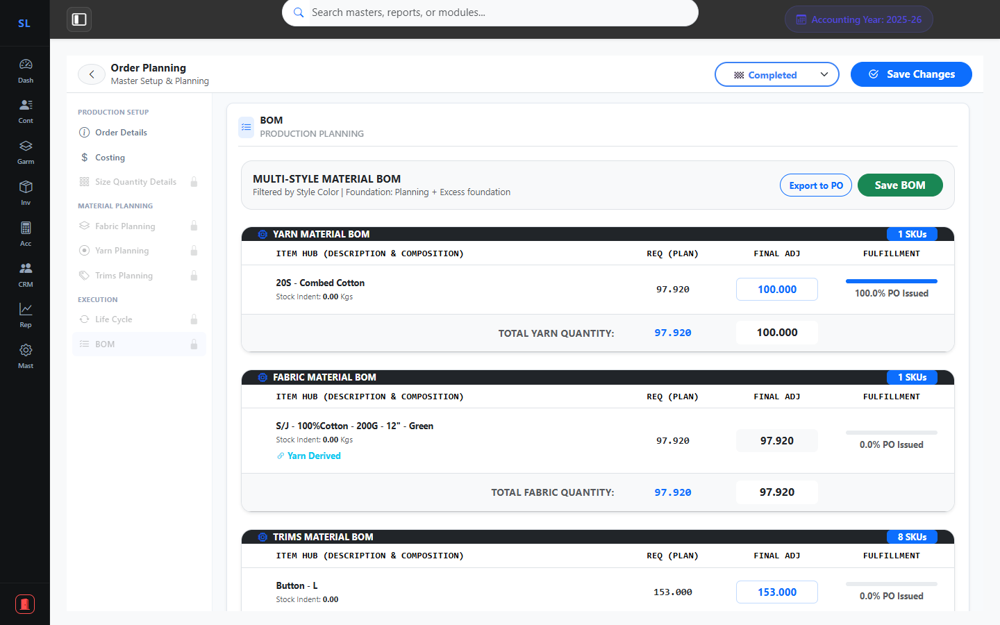 SL
Search masters, reports, or modules...
Accounting Year: 2025-26
Dash
Cont
Garm
Inv
Acc
CRM
Rep
Mast
Order Planning
Master Setup & Planning
Completed
Save Changes
PRODUCTION SETUP
Order Details
Costing
Size Quantity Details
MATERIAL PLANNING
Fabric Planning
Yarn Planning
Trims Planning
EXECUTION
Life Cycle
BOM
BOM
PRODUCTION PLANNING
MULTI-STYLE MATERIAL BOM
Filtered by Style Color | Foundation: Planning + Excess foundation
Export to PO
Save BOM
YARN MATERIAL BOM 1 SKUs
ITEM HUB (DESCRIPTION & COMPOSITION) REQ (PLAN) FINAL ADJ FULFILLMENT
20S - Combed Cotton
Stock Indent: 0.00 Kgs
97.920 100.000 100.0% PO Issued
TOTAL YARN QUANTITY: 97.920 100.000
FABRIC MATERIAL BOM 1 SKUs
ITEM HUB (DESCRIPTION & COMPOSITION) REQ (PLAN) FINAL ADJ FULFILLMENT
S/J - 100%Cotton - 200G - 12" - Green
Stock Indent: 0.00 Kgs
Yarn Derived
97.920 97.920 0.0% PO Issued
TOTAL FABRIC QUANTITY: 97.920 97.920
TRIMS MATERIAL BOM 8 SKUs
ITEM HUB (DESCRIPTION & COMPOSITION) REQ (PLAN) FINAL ADJ FULFILLMENT
Button - L
Stock Indent: 0.00
153.000 153.000 0.0% PO Issued